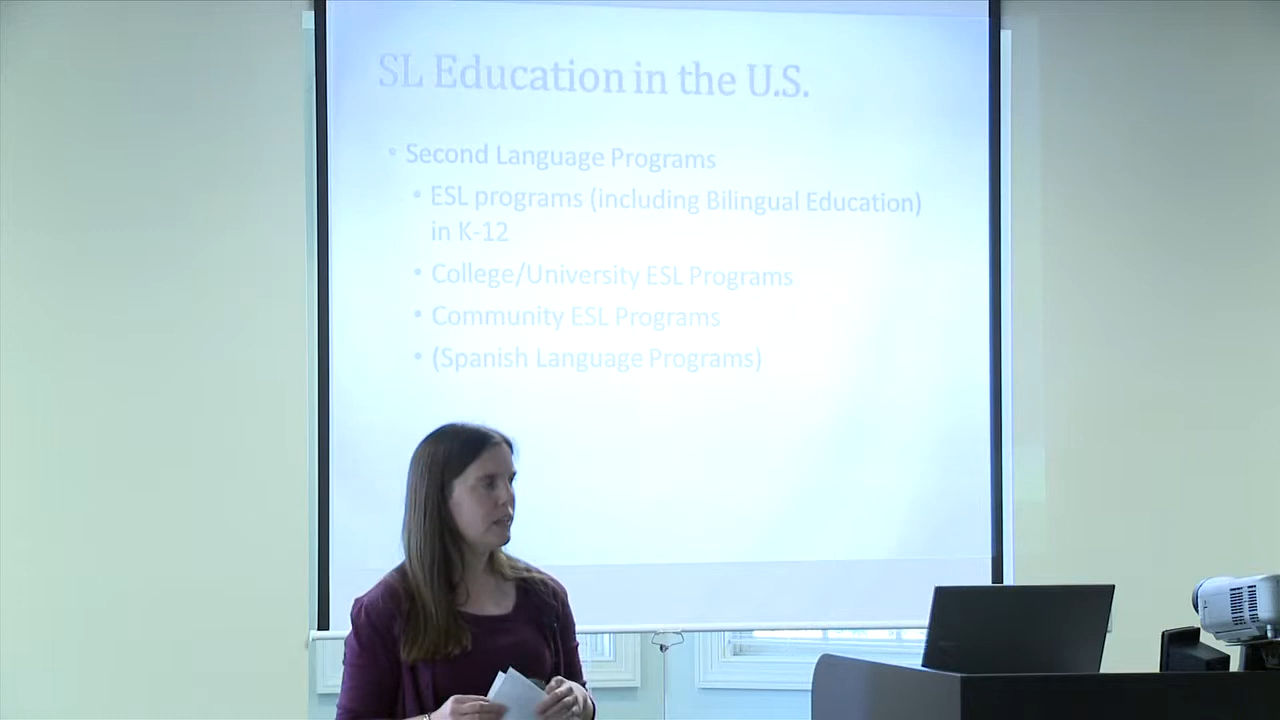 SL Education in the U.S.
• Second Language Programs
• ESL programs (including Bilingual Education)
in K-12
• College/University ESL Programs
• Community ESL Programs
• (Spanish Language Programs)